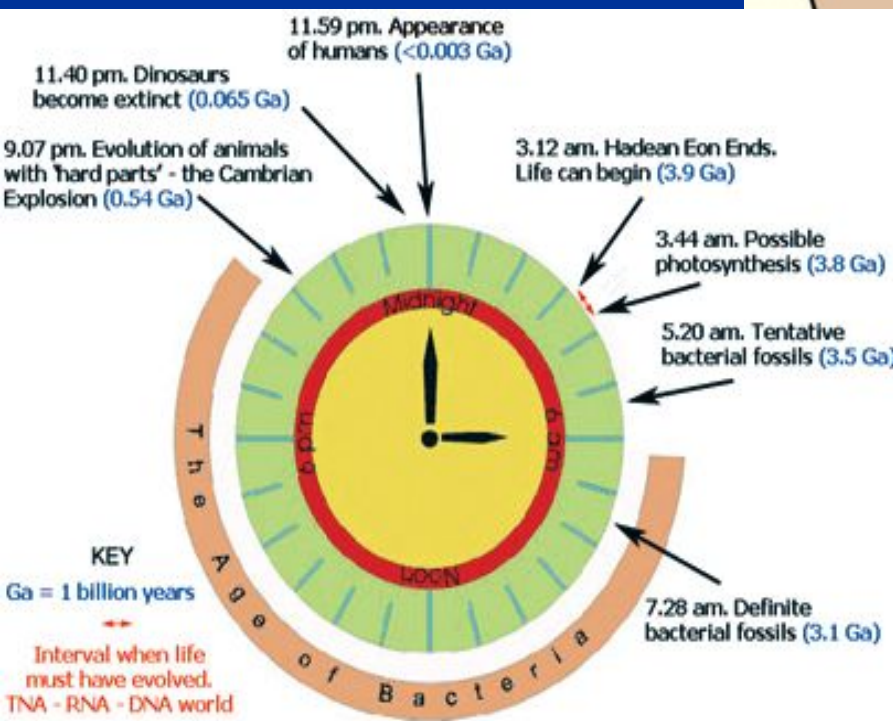 11.59 pm. Appearance
of humans (<0.003 Ga)
11.40 pm. Dinosaurs
become extinct (0.065 Ga)
9.07 pm. Evolution of animals
with 'hard parts' - the Cambrian
Explosion (0.54 Ga)
3.12 am. Hadean Eon Ends.
Life can begin (3.9 Ga)
3.44 am. Possible
photosynthesis (3.8 Ga)
5.20 am. Tentative
bacterial fossils (3.5 Ga)
7.28 am. Definite
bacterial fossils (3.1 Ga)
Midnight
6 am
Noon
6 pm
The Age of Bacteria
KEY
Ga = 1 billion years
Interval when life
must have evolved.
TNA - RNA - DNA world